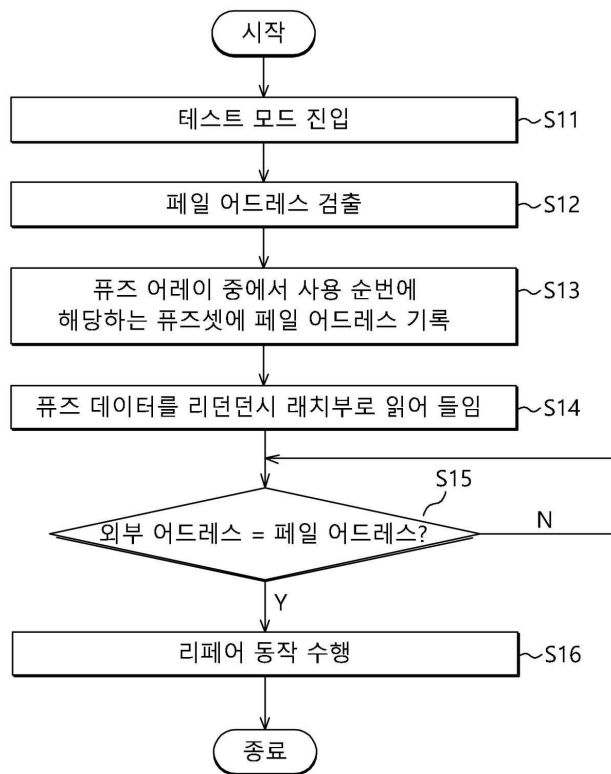 시작
테스트 모드 진입
S11
페일 어드레스 검출
S12
퓨즈 어레이 중에서 사용 순번에
해당하는 퓨즈셋에 페일 어드레스 기록
S13
퓨즈 데이터를 리던던시 래치부로 읽어 들임
S14
S15
외부 어드레스 = 페일 어드레스?
N
Y
리페어 동작 수행
S16
종료